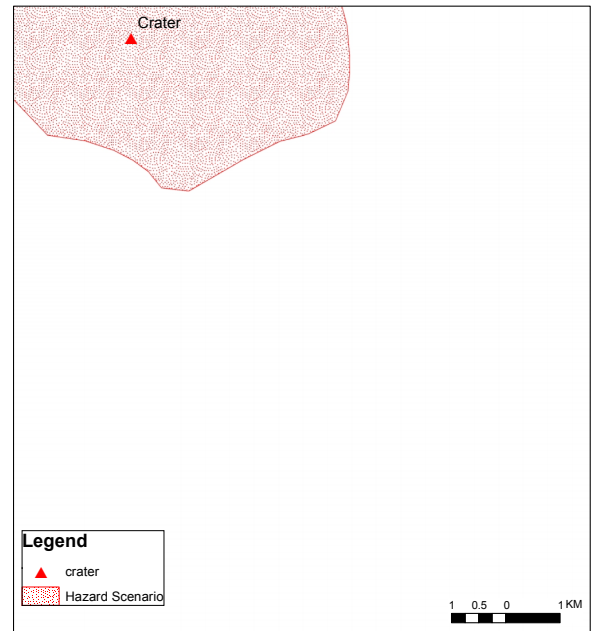 Crater
Legend
crater
Hazard Scenario
1 0.5 0 1 KM